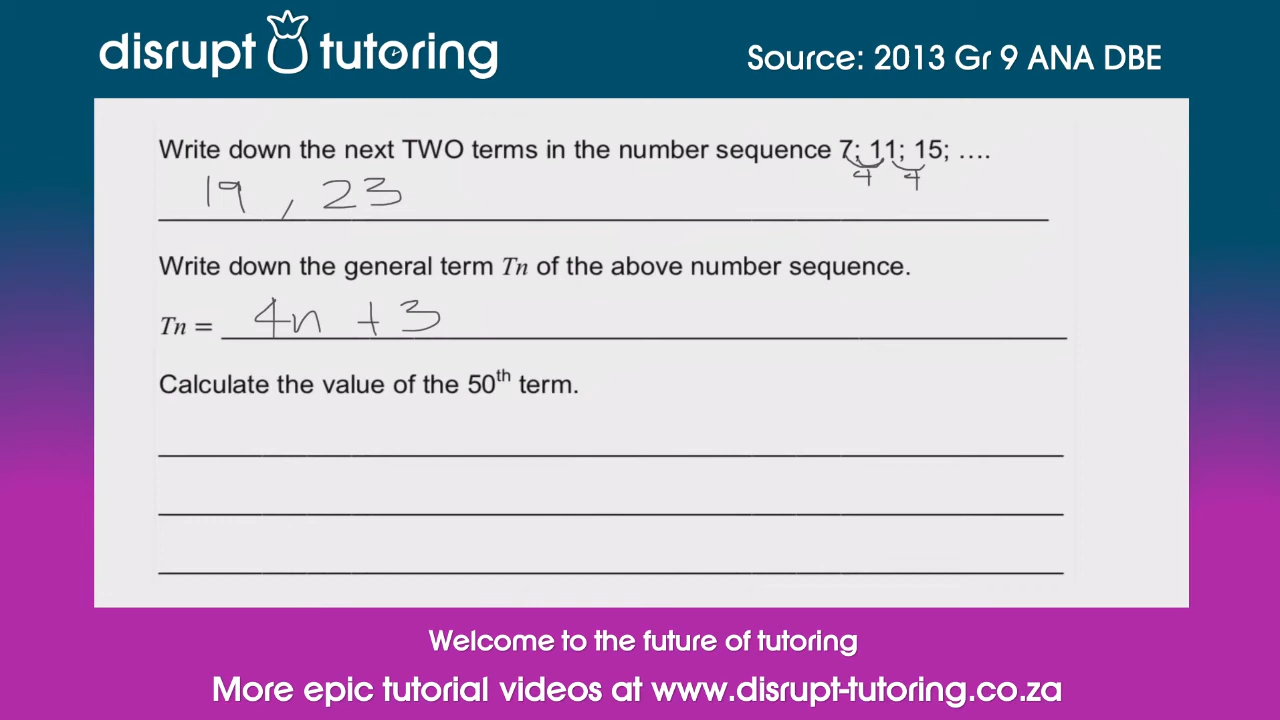 disrupt tutoring
Source: 2013 Gr 9 ANA DBE
Write down the next TWO terms in the number sequence 7; 11; 15; ….
4 4
19 , 23
Write down the general term Tn of the above number sequence.
Tn = 4n + 3
Calculate the value of the 50th term.
Welcome to the future of tutoring
More epic tutorial videos at www.disrupt-tutoring.co.za